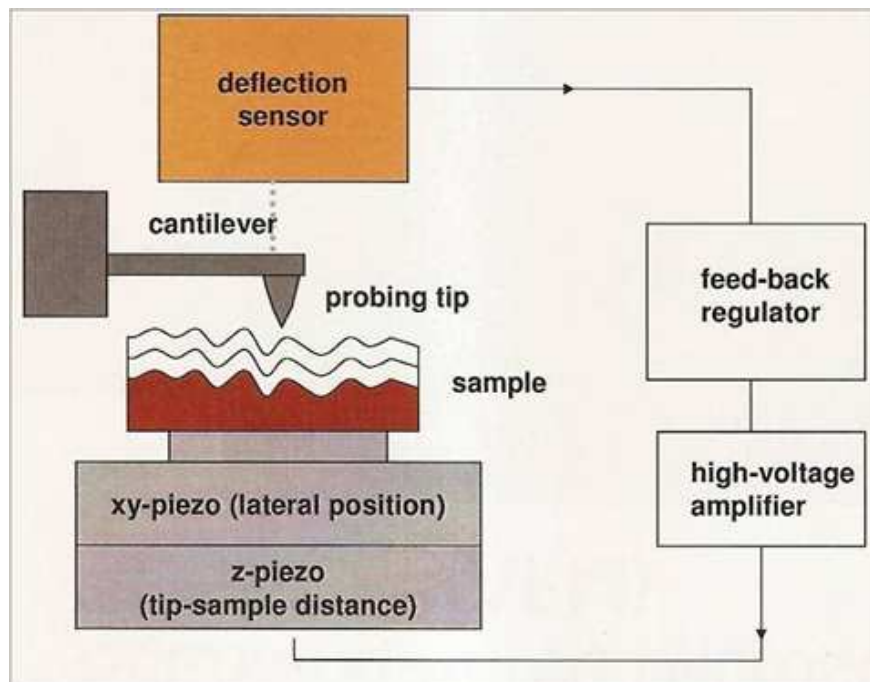 deflection
sensor
cantilever
probing tip
sample
feed-back
regulator
high-voltage
amplifier
xy-piezo (lateral position)
z-piezo
(tip-sample distance)